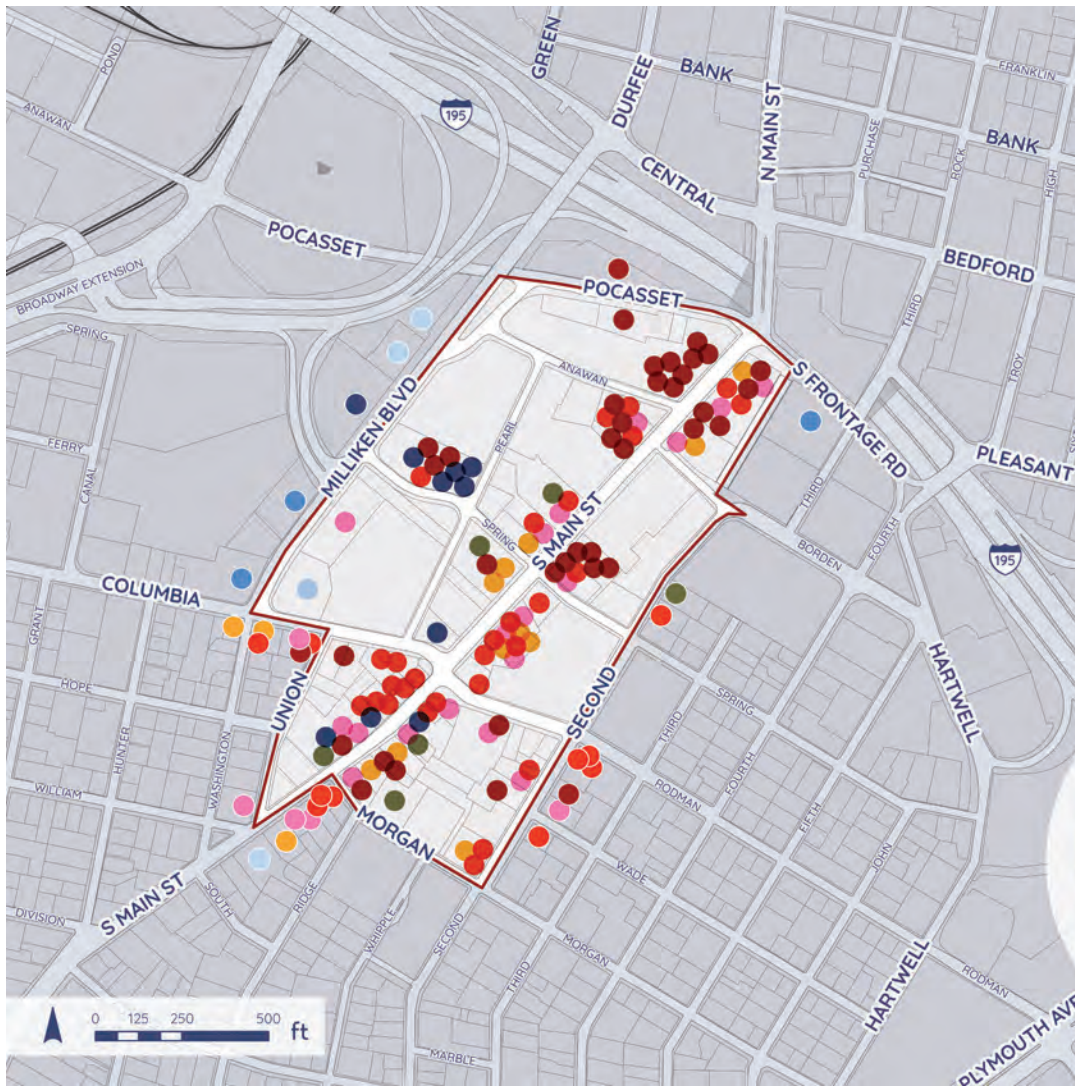 GREEN
DURFEE
BANK
FRANKLIN
POND
N MAIN ST
PURCHASE
ROCK
BANK
195
ANAWAN
CENTRAL
HIGH
POCASSET
BEDFORD
BROADWAY EXTENSION
POCASSET
THIRD
SPRING
TROY
ANAWAN
S FRONTAGE RD
MILLIKEN BLVD
PEARL
FERRY
CANAL
PLEASANT
THIRD
FOURTH
S MAIN ST
SPRING
BORDEN
195
COLUMBIA
GRANT
HARTWELL
HOPE
UNION
SECOND
SPRING
HUNTER
WASHINGTON
THIRD
FOURTH
WILLIAM
RODMAN
FIFTH
JOHN
MORGAN
WADE
S MAIN ST
SOUTH
RIDGE
DIVISION
WHIPPLE
SECOND
MORGAN
THIRD
HARTWELL
RODMAN
0 125 250 500 ft
MARBLE
PLYMOUTH AVE